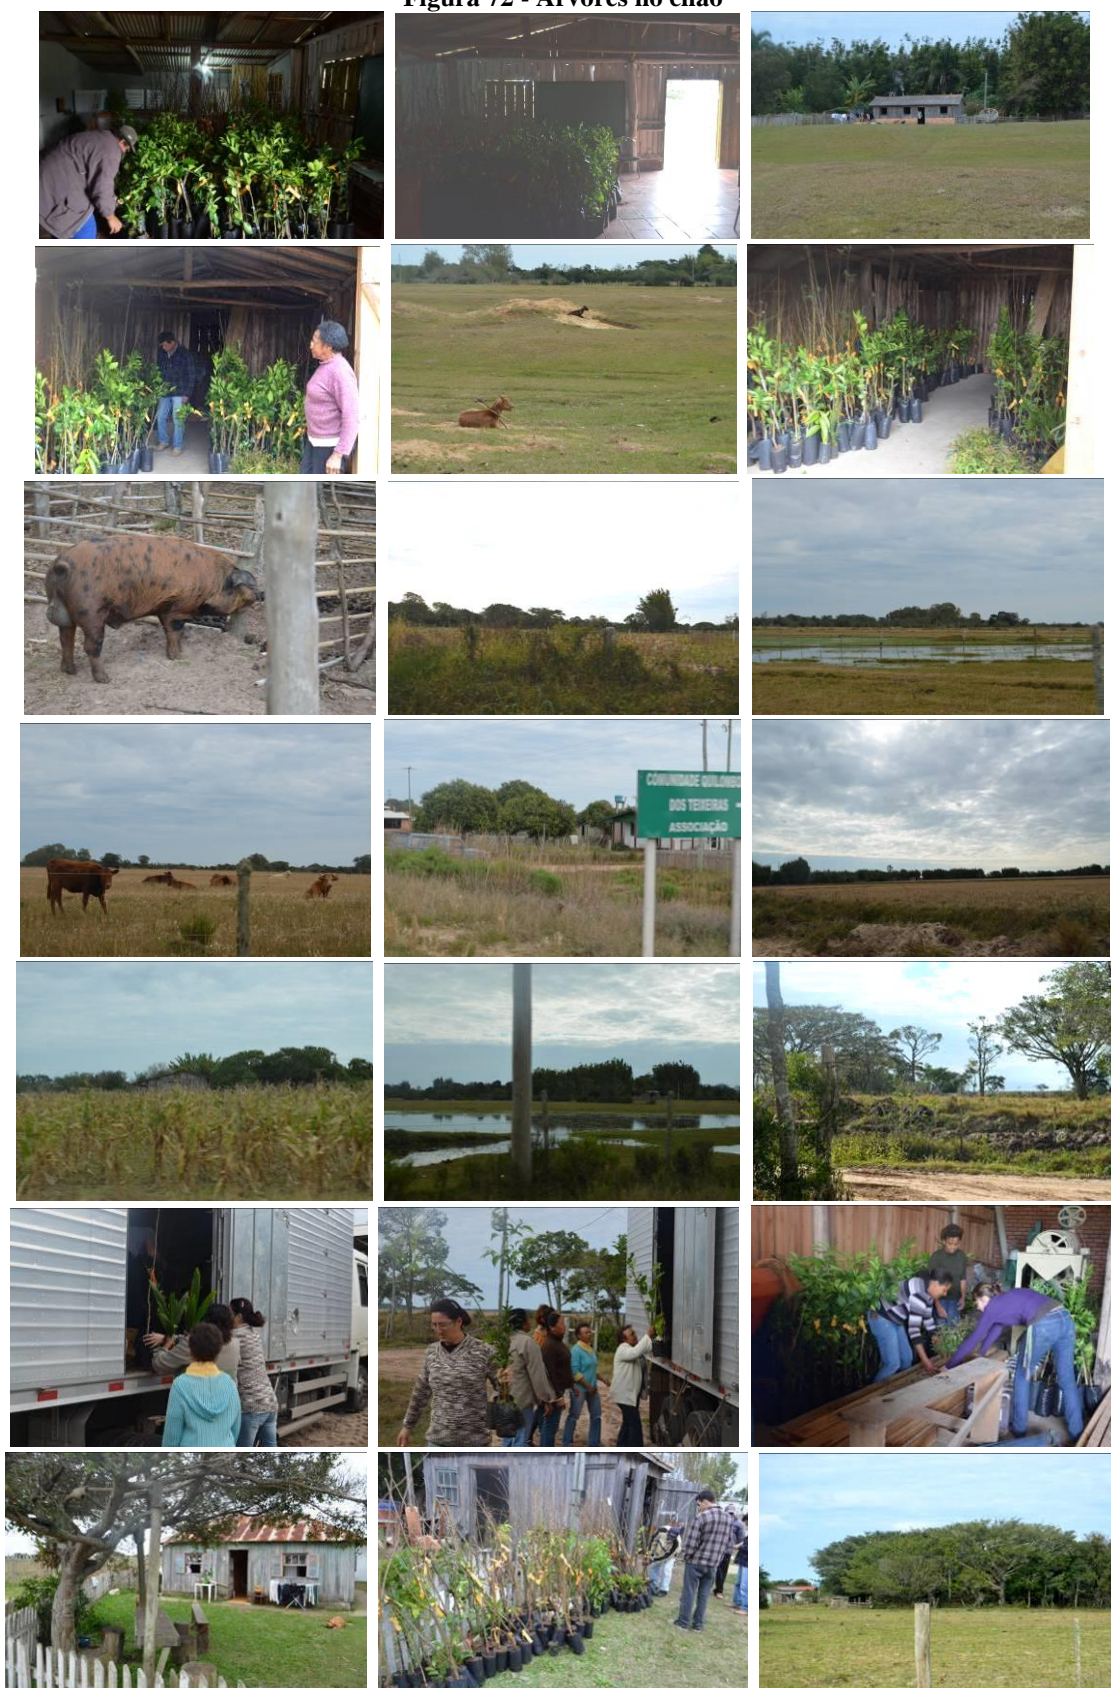 Figura 72 - Árvores no chão
COMUNIDADE QUILOMBO
DOS TEIXEIRAS
ASSOCIAÇÃO